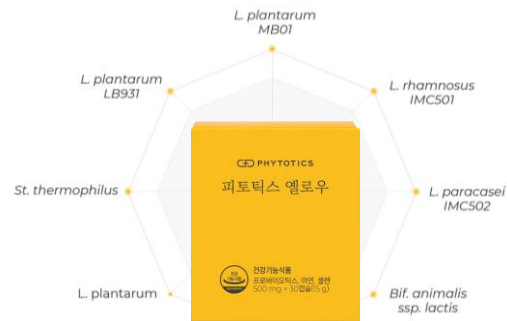 L. plantarum
MB01
L. plantarum
LB931
L. rhamnosus
IMC501
St. thermophilus
L. paracasei
IMC502
L. plantarum
Bif. animalis
ssp. lactis
PHYTOTICS
피토틱스 옐로우
건강기능식품
프로바이오틱스, 아연, 셀렌
500 mg × 30캡슐(15 g)